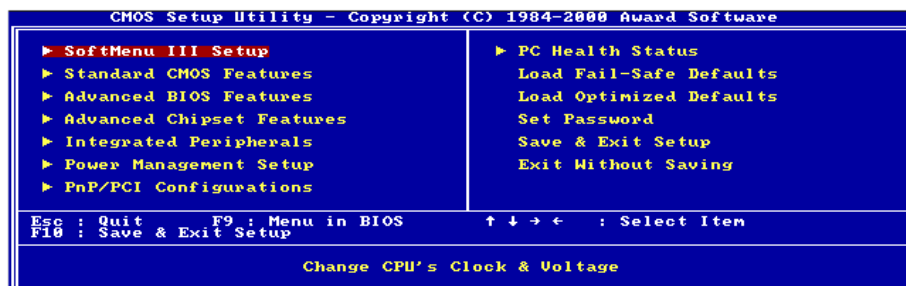 CMOS Setup Utility - Copyright (C) 1984-2000 Award Software
► SoftMenu III Setup
► Standard CMOS Features
► Advanced BIOS Features
► Advanced Chipset Features
► Integrated Peripherals
► Power Management Setup
► PnP/PCI Configurations
► PC Health Status
Load Fail-Safe Defaults
Load Optimized Defaults
Set Password
Save & Exit Setup
Exit Without Saving
Esc : Quit F9 : Menu in BIOS ↑ ↓ → ← : Select Item
F10 : Save & Exit Setup
Change CPU's Clock & Voltage